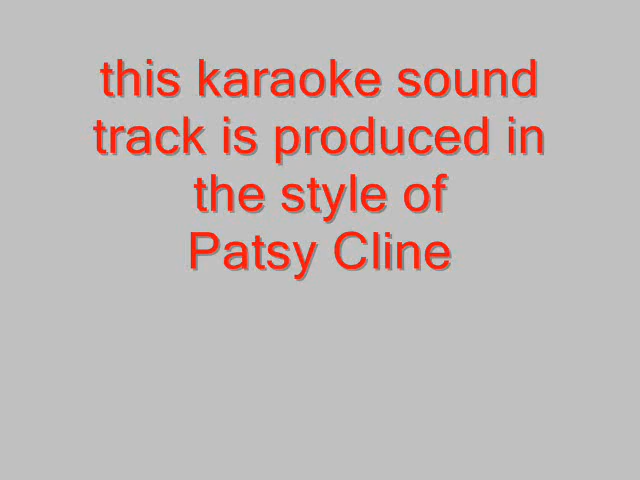 this karaoke sound
track is produced in
the style of
Patsy Cline